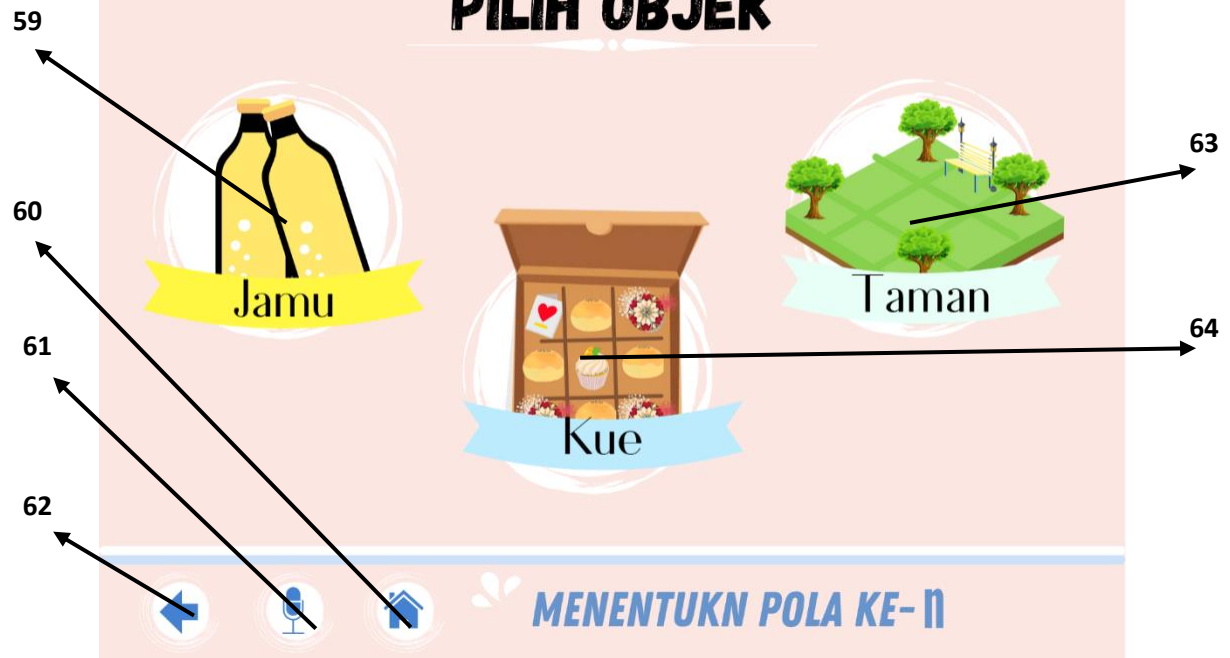 PILIH OBJEK
59
63
60
Jamu
Taman
64
61
Kue
62
MENENTUKN POLA KE- n